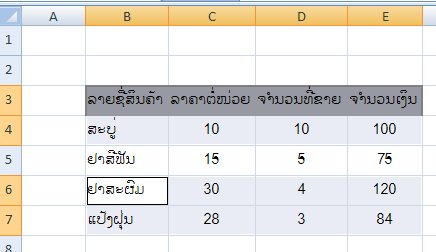 A B C D E
1
2
3 ລາຍຊື່ສິນຄ້າ ລາຄາຕໍ່ໜ່ວຍ ຈຳນວນທີ່ຂາຍ ຈຳນວນເງິນ
4 ສະບູ່ 10 10 100
5 ຢາສີຟັນ 15 5 75
6 ຢາສະຜົມ 30 4 120
7 ແປ້ງຝຸ່ນ 28 3 84
8